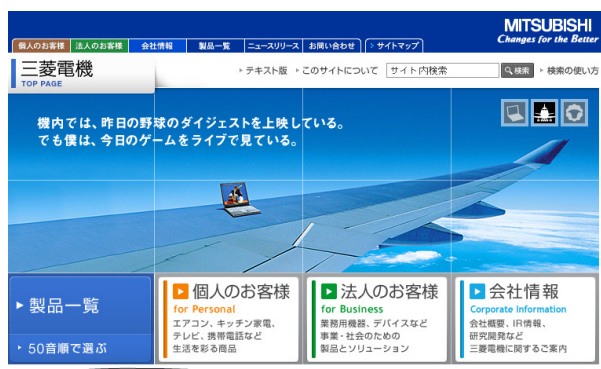 MITSUBISHI
Changes for the Better
個人のお客様 法人のお客様 会社情報 製品一覧 ニュースリリース お問い合わせ サイトマップ
三菱電機
TOP PAGE
テキスト版 このサイトについて サイト内検索 検索 検索の使い方
機内では、昨日の野球のダイジェストを上映している。
でも僕は、今日のゲームをライブで見ている。
製品一覧
50音順で選ぶ
個人のお客様
for Personal
エアコン、キッチン家電、
テレビ、携帯電話など
生活を彩る商品
法人のお客様
for Business
業務用機器、デバイスなど
事業・社会のための
製品とソリューション
会社情報
Corporate Information
会社概要、IR情報、
研究開発など
三菱電機に関するご案内